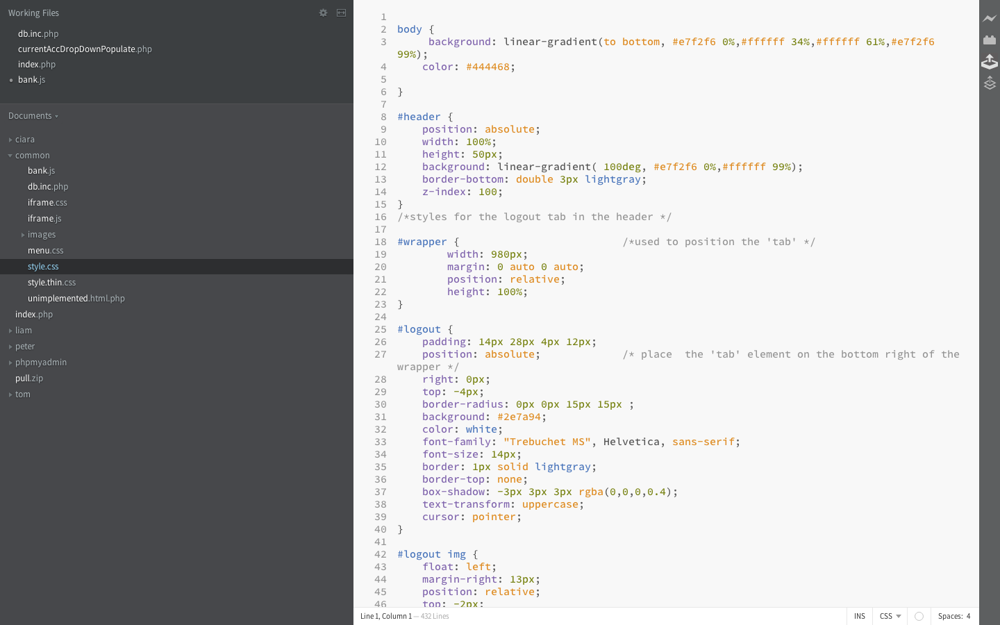 Working Files
db.inc.php
currentAccDropDownPopulate.php
index.php
bank.js
Documents
ciara
common
bank.js
db.inc.php
iframe.css
iframe.js
images
menu.css
style.css
style.thin.css
unimplemented.html.php
index.php
liam
peter
phpmyadmin
pull.zip
tom
1
2 body {
3 background: linear-gradient(to bottom, #e7f2f6 0%,#ffffff 34%,#ffffff 61%,#e7f2f6
99%);
4 color: #444468;
5
6 }
7
8 #header {
9 position: absolute;
10 width: 100%;
11 height: 50px;
12 background: linear-gradient( 100deg, #e7f2f6 0%,#ffffff 99%);
13 border-bottom: double 3px lightgray;
14 z-index: 100;
15 }
16 /*styles for the logout tab in the header */
17
18 #wrapper { /*used to position the 'tab' */
19 width: 980px;
20 margin: 0 auto 0 auto;
21 position: relative;
22 height: 100%;
23 }
24
25 #logout {
26 padding: 14px 28px 4px 12px;
27 position: absolute; /* place  the 'tab' element on the bottom right of the
wrapper */
28 right: 0px;
29 top: -4px;
30 border-radius: 0px 0px 15px 15px ;
31 background: #2e7a94;
32 color: white;
33 font-family: "Trebuchet MS", Helvetica, sans-serif;
34 font-size: 14px;
35 border: 1px solid lightgray;
36 border-top: none;
37 box-shadow: -3px 3px 3px rgba(0,0,0,0.4);
38 text-transform: uppercase;
39 cursor: pointer;
40 }
41
42 #logout img {
43 float: left;
44 margin-right: 13px;
45 position: relative;
46 top: -2px;
Line 1, Column 1 — 432 Lines
INS
CSS
Spaces: 4